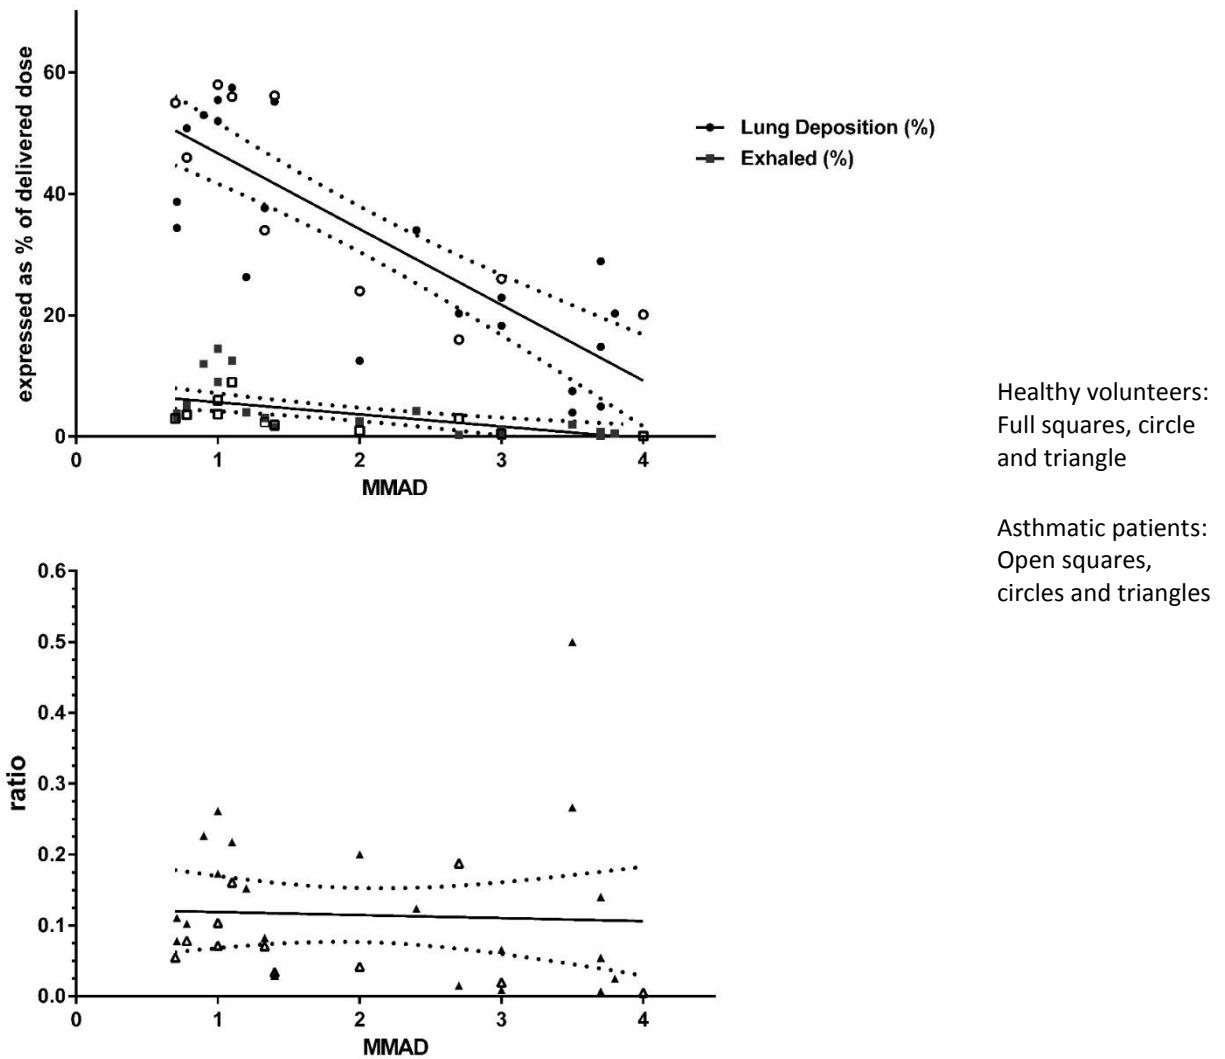 expressed as % of delivered dose
60
40
20
0
0 1 2 3 4
MMAD
Lung Deposition (%)
Exhaled (%)
Healthy volunteers:
Full squares, circle
and triangle
Asthmatic patients:
Open squares,
circles and triangles
ratio
0.6
0.5
0.4
0.3
0.2
0.1
0.0
0 1 2 3 4
MMAD